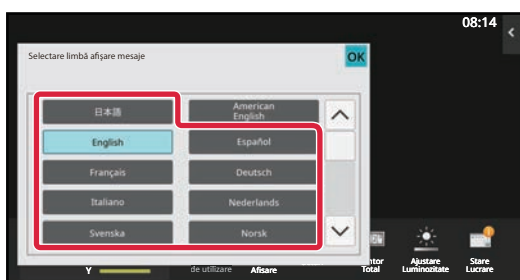 08:14
Selectare limbă afişare mesaje
OK
日本語
American
English
English
Español
Français
Deutsch
Italiano
Nederlands
Svenska
Norsk
Y
de utilizare
Afisare
ntor
Total
Ajustare
Luminozitate
Stare
Lucrare